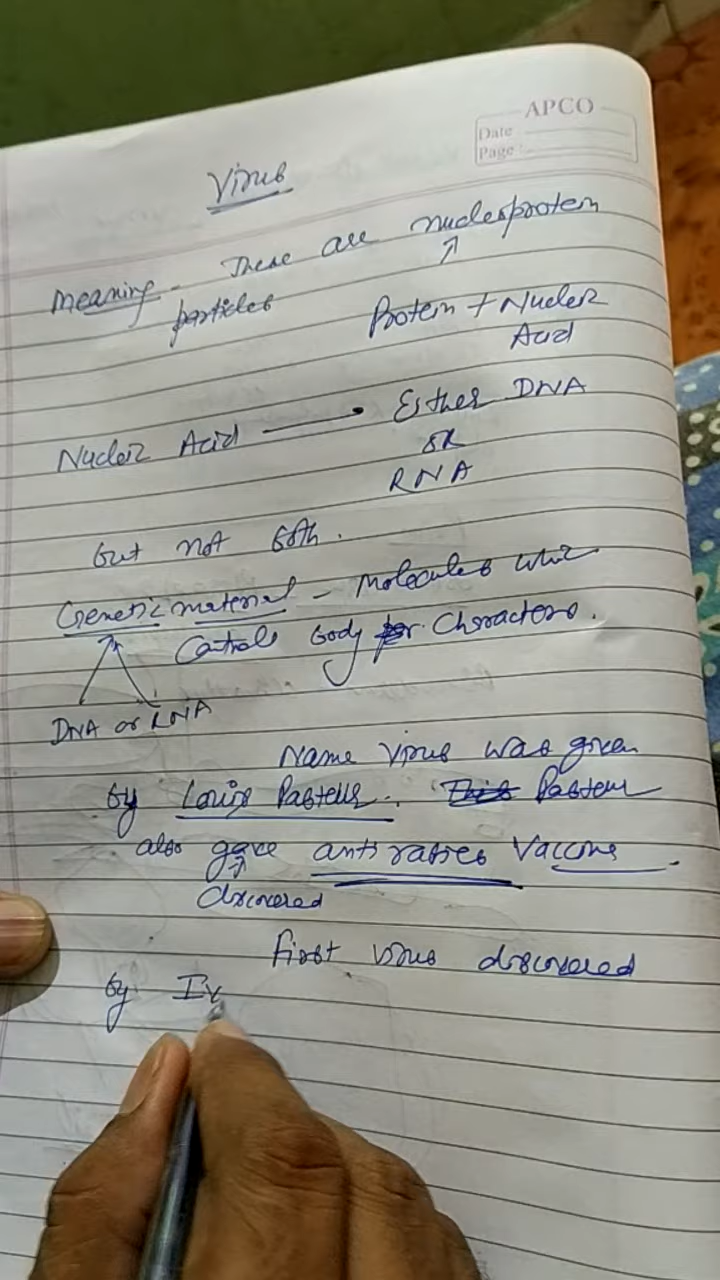 APCO
Date
Page
Virus
Meaning - These are nucleoprotein
particles
Protein + Nucleic
Acid
Nucleic Acid → Either DNA
OR
RNA
but not both.
Genetic material - Molecules which
Controls body for Characters.
DNA or RNA
Name Virus was given
by Louis Pasteur. This Pasteur
also gave anti rabies Vaccine
discovered
First virus discovered
by Iv